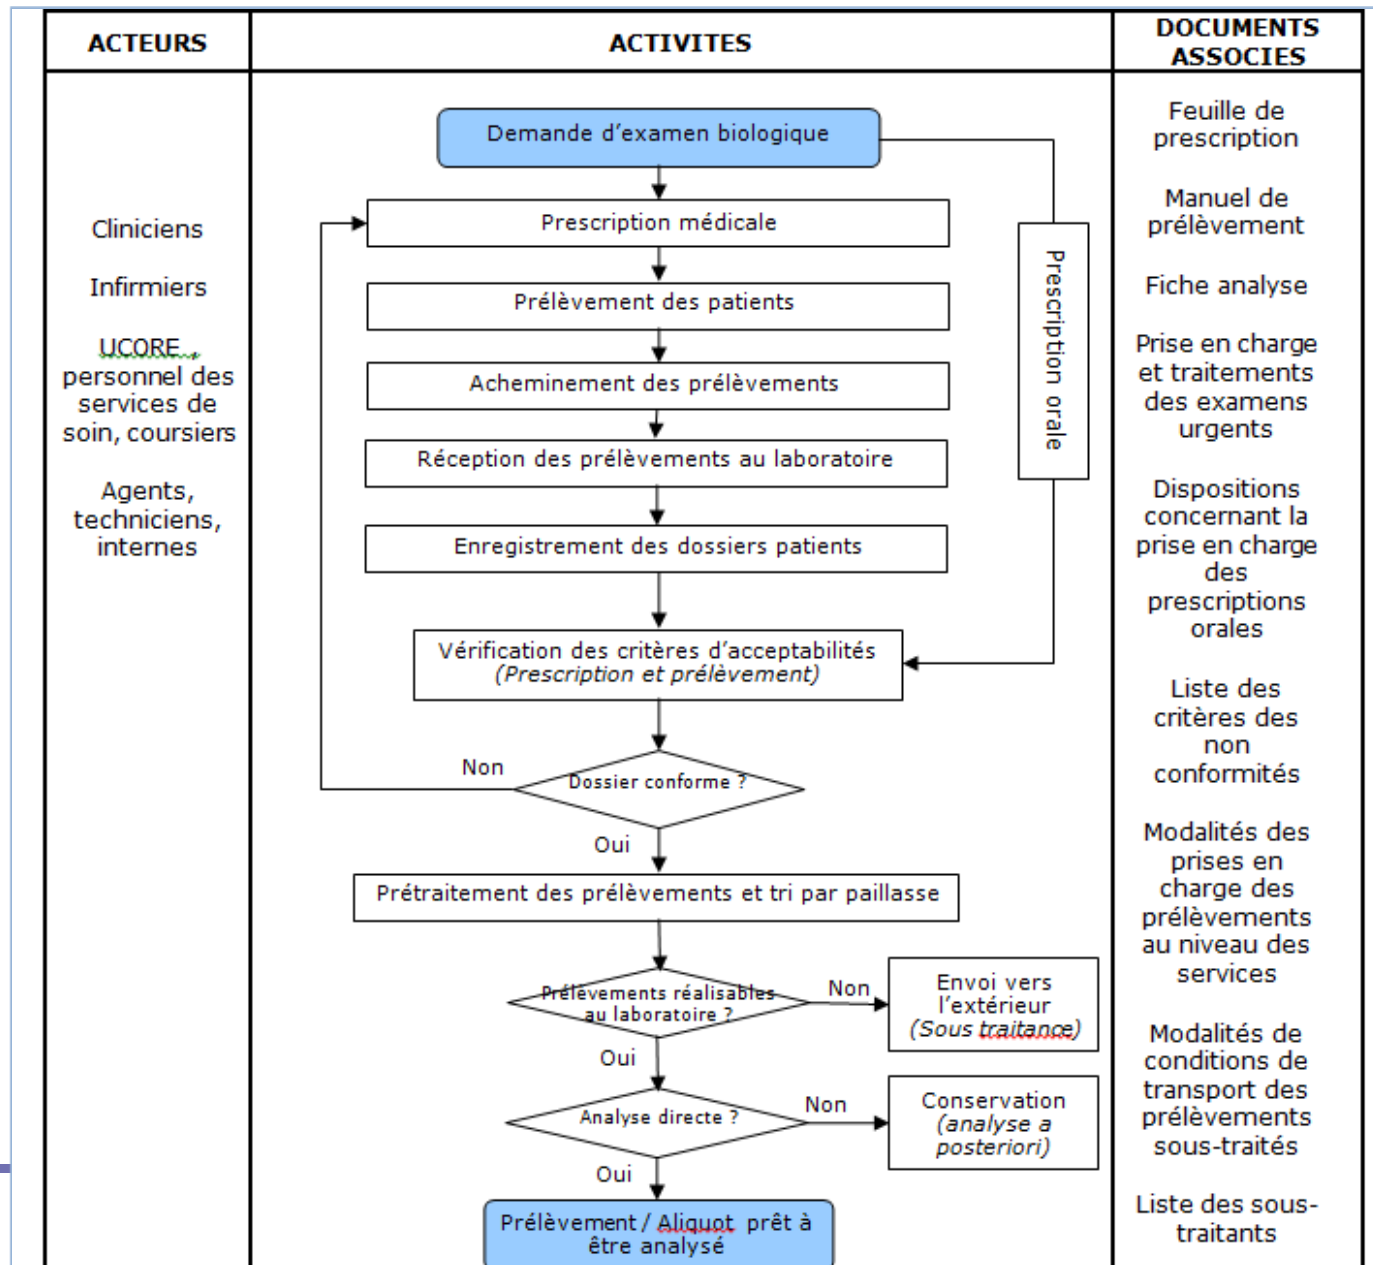 ACTEURS
ACTIVITES
DOCUMENTS
ASSOCIES
Cliniciens
Infirmiers
UCORE ,
personnel des
services de
soin, coursiers
Agents,
techniciens,
internes
Demande d'examen biologique
Prescription médicale
Prélèvement des patients
Acheminement des prélèvements
Réception des prélèvements au laboratoire
Enregistrement des dossiers patients
Vérification des critères d'acceptabilités
(Prescription et prélèvement)
Prescription orale
Dossier conforme ?
Non
Oui
Prétraitement des prélèvements et tri par paillasse
Prélèvements réalisables
au laboratoire ?
Non
Envoi vers
l'extérieur
(Sous traitance)
Oui
Analyse directe ?
Non
Conservation
(analyse a
posteriori)
Oui
Prélèvement / Aliquot prêt à
être analysé
Feuille de
prescription
Manuel de
prélèvement
Fiche analyse
Prise en charge
et traitements
des examens
urgents
Dispositions
concernant la
prise en charge
des
prescriptions
orales
Liste des
critères des
non
conformités
Modalités des
prises en
charge des
prélèvements
au niveau des
services
Modalités de
conditions de
transport des
prélèvements
sous-traités
Liste des sous-
traitants